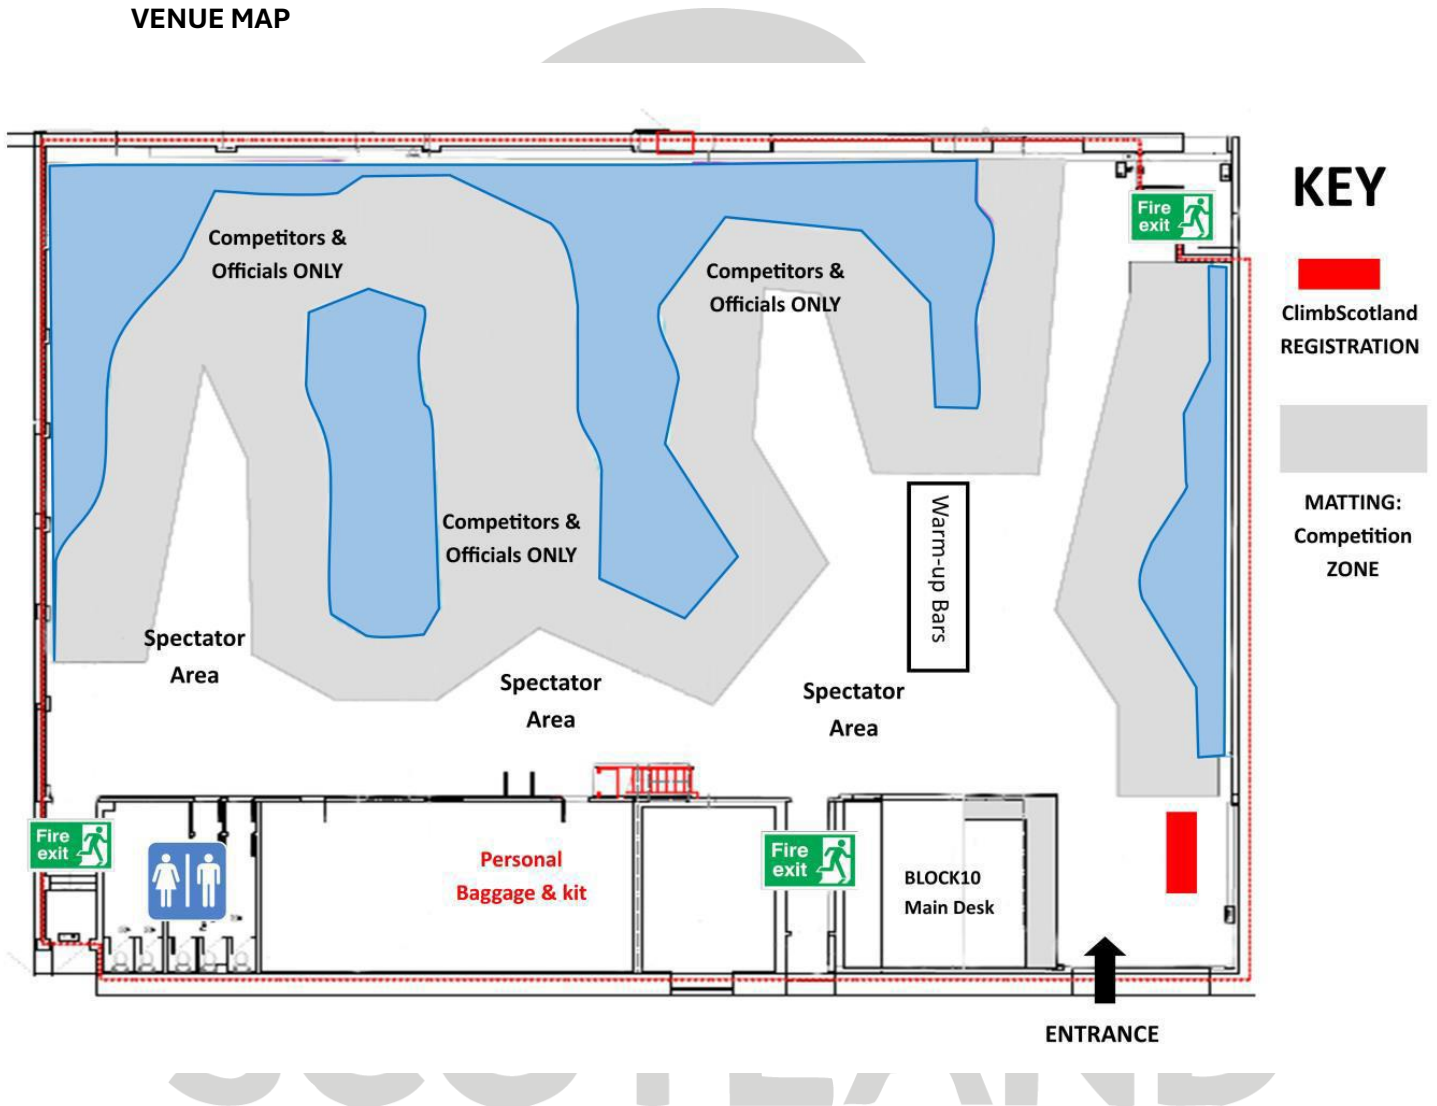 VENUE MAP
KEY
Fire
exit
Competitors &
Officials ONLY
Competitors &
Officials ONLY
ClimbScotland
REGISTRATION
Competitors &
Officials ONLY
Warm-up Bars
MATTING:
Competition
ZONE
Spectator
Area
Spectator
Area
Spectator
Area
Fire
exit
Personal
Baggage & kit
Fire
exit
BLOCK10
Main Desk
ENTRANCE
SCOTLAND